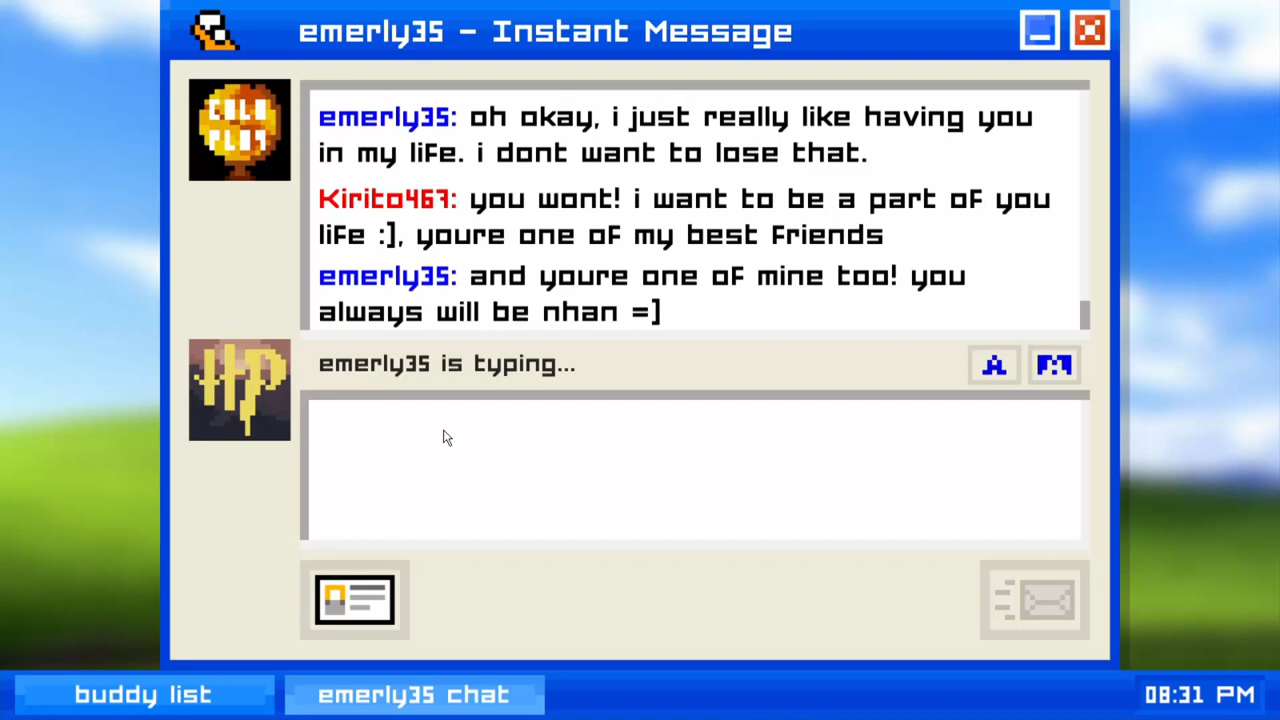 emerly35 - Instant Message
COLD
PLAY
emerly35: oh okay, i just really like having you
in my life. i dont want to lose that.
Kirito467: you wont! i want to be a part of you
life :], youre one of my best friends
emerly35: and youre one of mine too! you
always will be nhan =]
HP
emerly35 is typing...
A
buddy list
emerly35 chat
08:31 PM